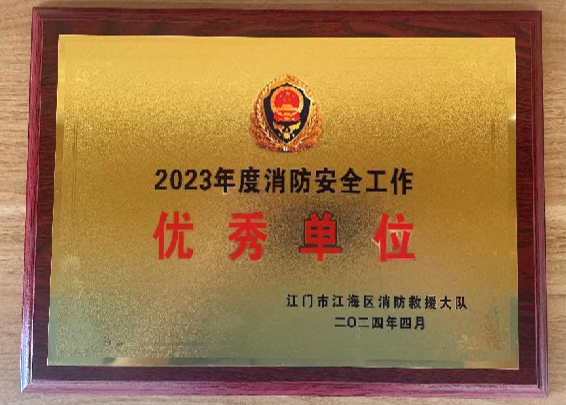 2023年度消防安全工作
优秀单位
江门市江海区消防救援大队
二〇二四年四月